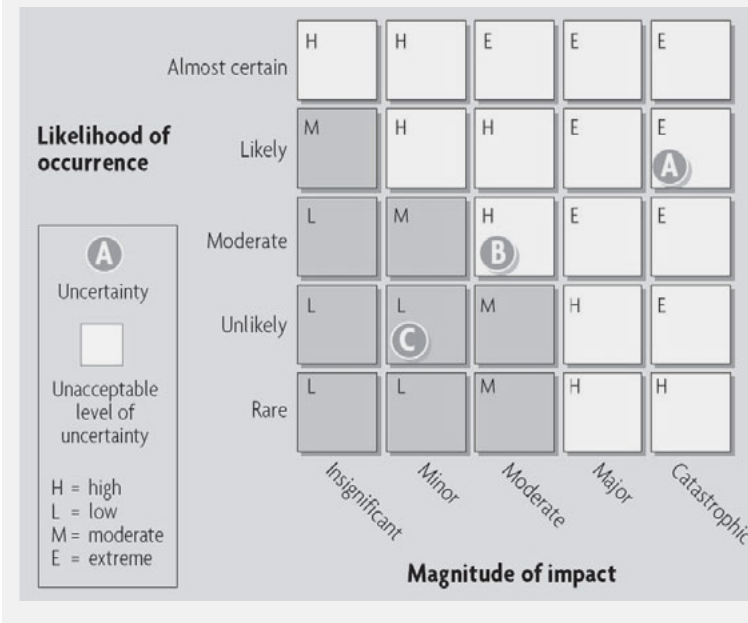 Almost certain H H E E E
Likelihood of
occurrence
Likely M H H E E
A
Moderate L M H E E
B
Unlikely L L M H E
C
Rare L L M H H
Insignificant Minor Moderate Major Catastrophic
Magnitude of impact
A
Uncertainty
Unacceptable
level of
uncertainty
H = high
L = low
M = moderate
E = extreme